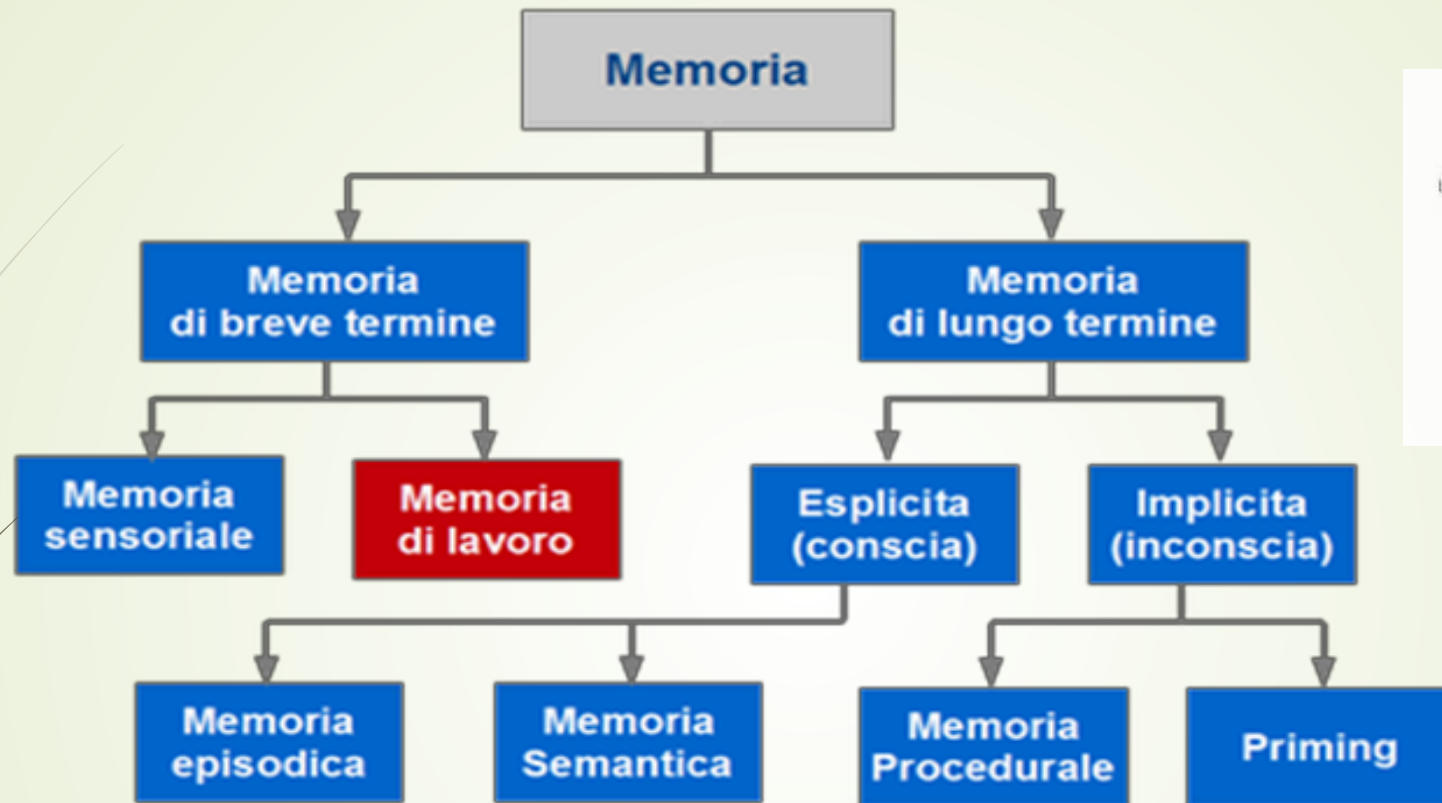 Memoria
Memoria
di breve termine
Memoria
di lungo termine
Memoria
sensoriale
Memoria
di lavoro
Esplicita
(conscia)
Implicita
(inconscia)
Memoria
episodica
Memoria
Semantica
Memoria
Procedurale
Priming